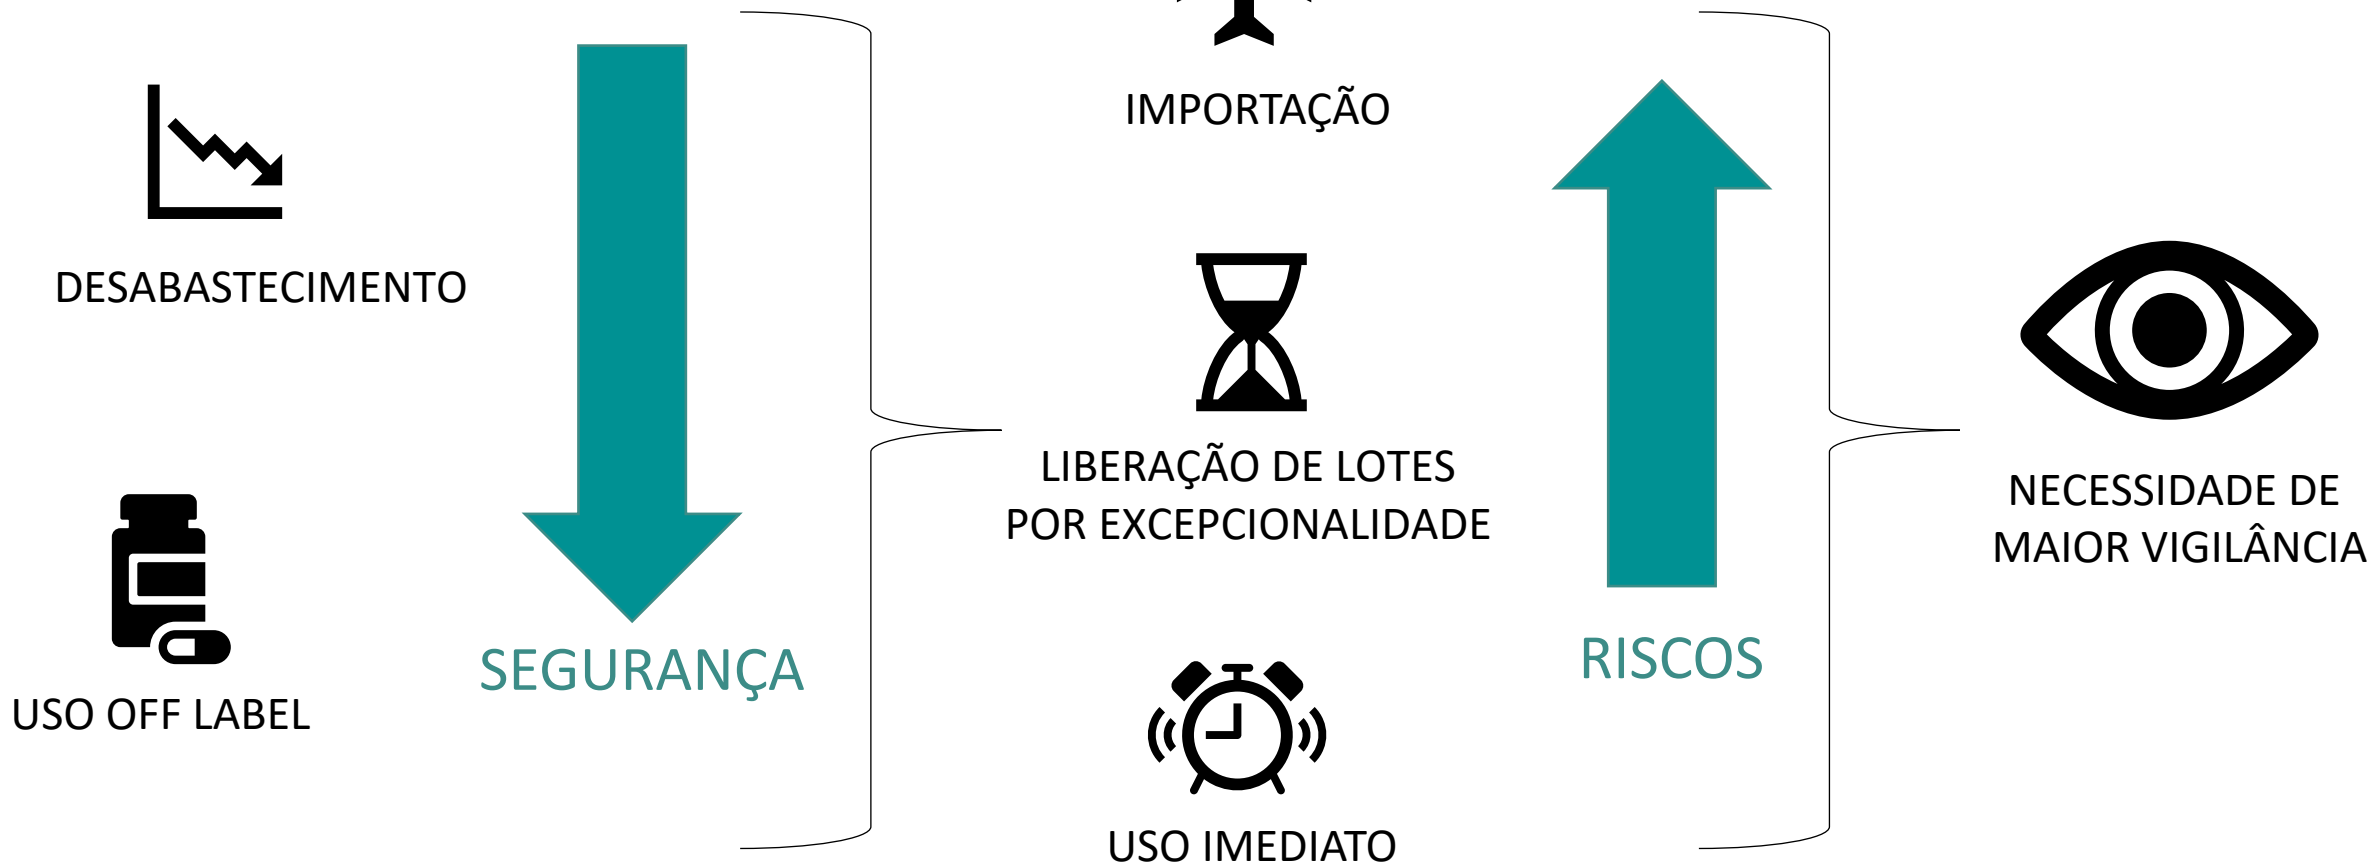 DESABASTECIMENTO
USO OFF LABEL
SEGURANÇA
IMPORTAÇÃO
LIBERAÇÃO DE LOTES
POR EXCEPCIONALIDADE
USO IMEDIATO
RISCOS
NECESSIDADE DE
MAIOR VIGILÂNCIA